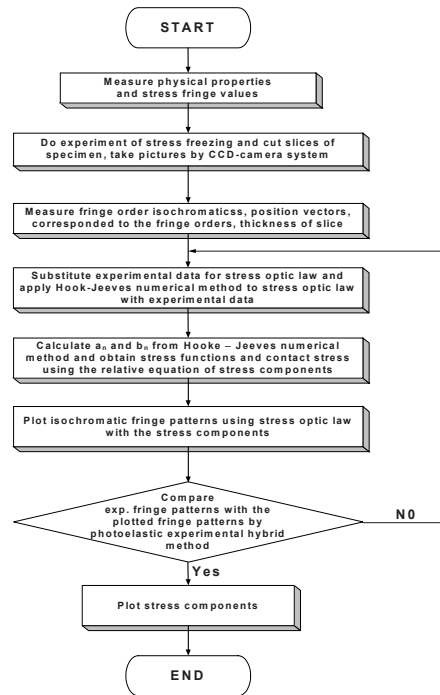 START
Measure physical properties
and stress fringe values
Do experiment of stress freezing and cut slices of
specimen, take pictures by CCD-camera system
Measure fringe order isochromaticss, position vectors,
corresponded to the fringe orders, thickness of slice
Substitute experimental data for stress optic law and
apply Hook-Jeeves numerical method to stress optic law
with experimental data
Calculate aₙ and bₙ from Hooke – Jeeves numerical
method and obtain stress functions and contact stress
using the relative equation of stress components
Plot isochromatic fringe patterns using stress optic law
with the stress components
Compare
exp. fringe patterns with the
plotted fringe patterns by
photoelastic experimental hybrid
method
N0
Yes
Plot stress components
END